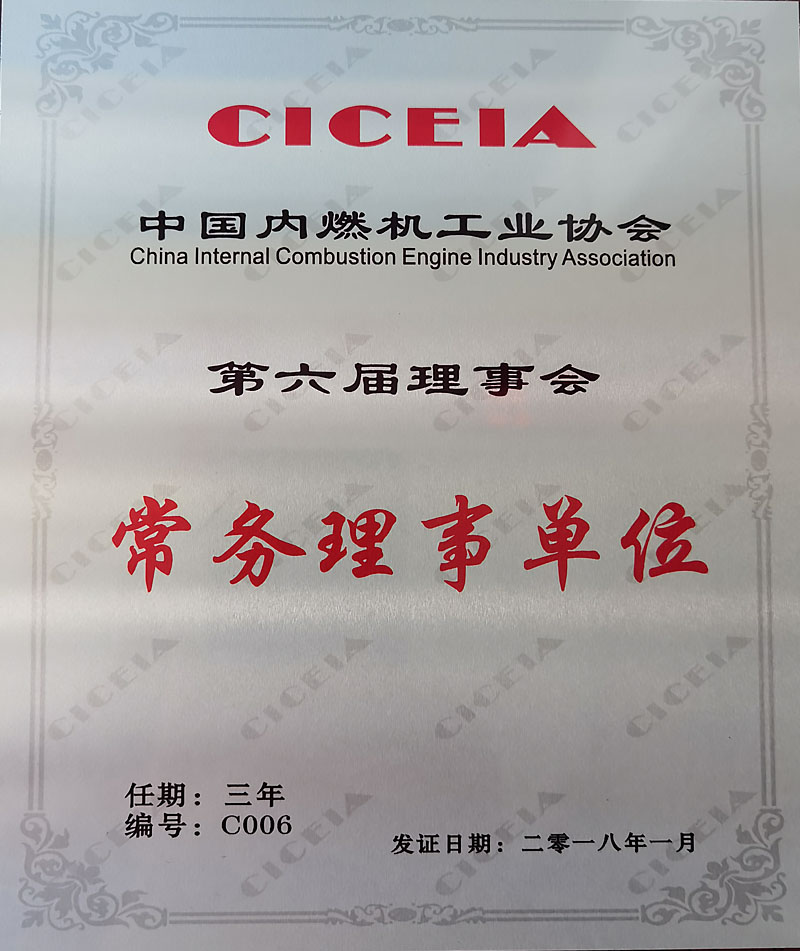 CICEIA
中国内燃机工业协会
China Internal Combustion Engine Industry Association
第六届理事会
常务理事单位
任期：三年
编号：C006
发证日期：二零一八年一月